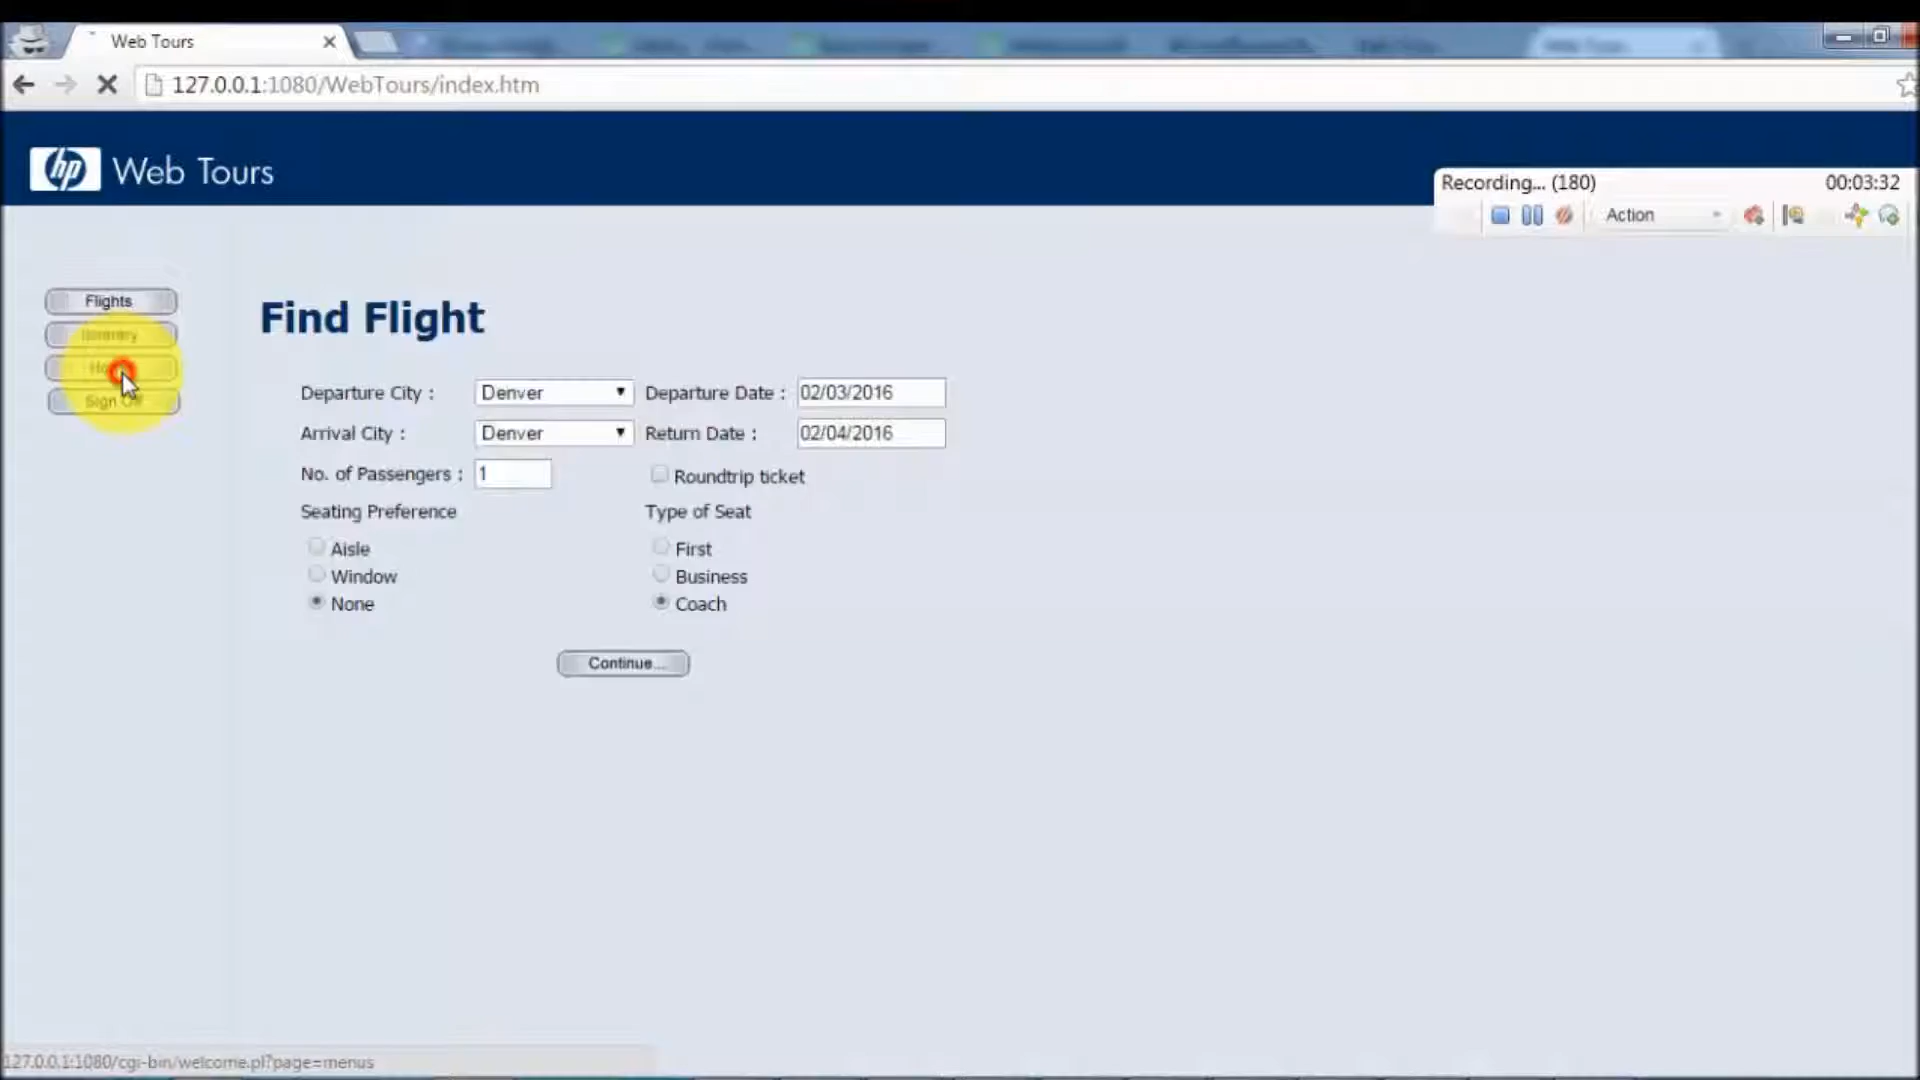 Web Tours
127.0.0.1:1080/WebTours/index.htm
hp Web Tours
Recording... (180) 00:03:32
Action
Flights
Itinerary
Sign Off
Find Flight
Departure City : Denver Departure Date : 02/03/2016
Arrival City : Denver Return Date : 02/04/2016
No. of Passengers : 1 Roundtrip ticket
Seating Preference Type of Seat
Aisle First
Window Business
None Coach
Continue...
127.0.0.1:1080/cgi-bin/welcome.pl?page=menus